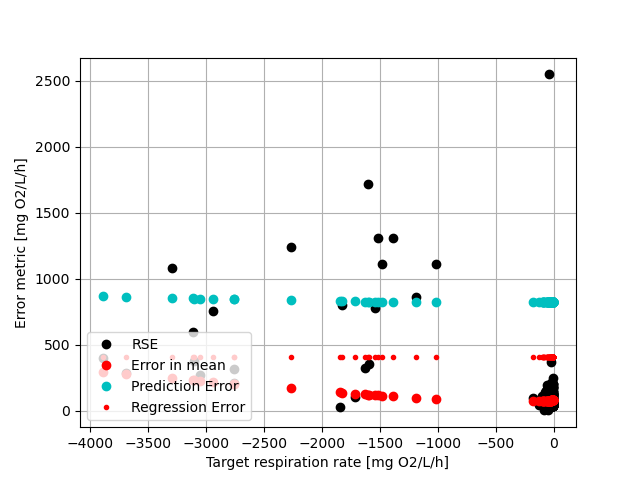 2500
2000
1500
1000
500
0
Error metric [mg O2/L/h]
RSE
Error in mean
Prediction Error
Regression Error
−4000 −3500 −3000 −2500 −2000 −1500 −1000 −500 0
Target respiration rate [mg O2/L/h]